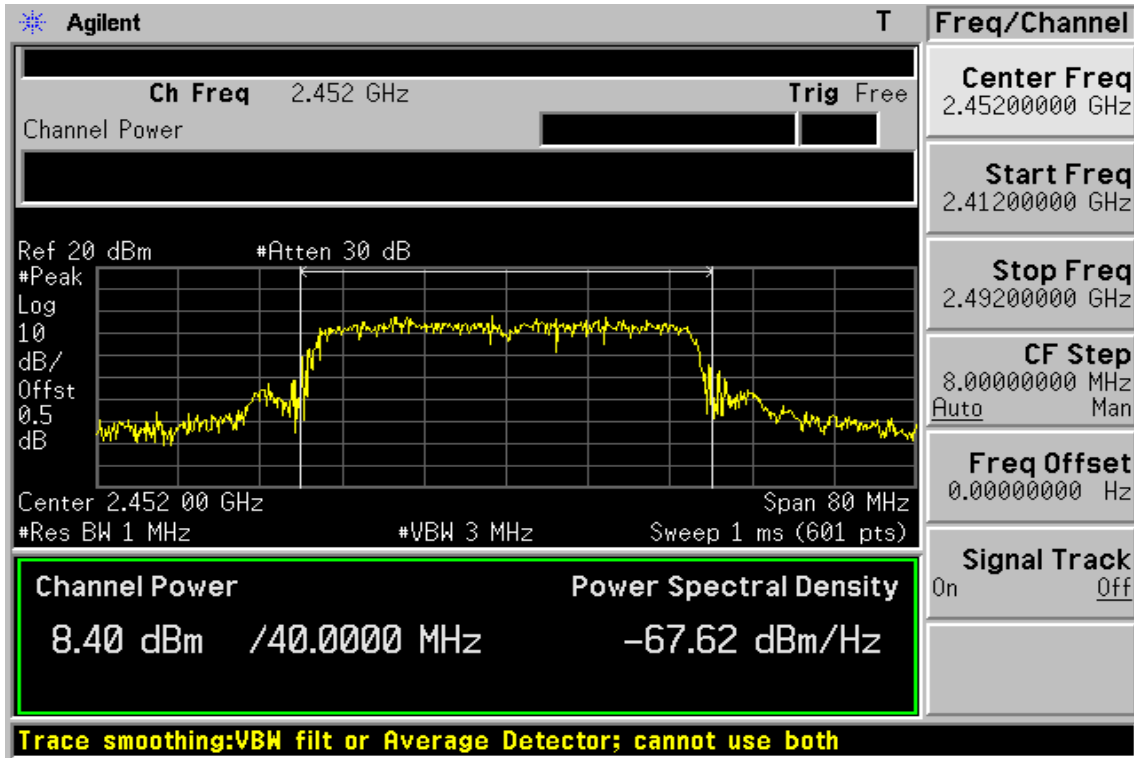 Agilent T
Freq/Channel
Ch Freq 2.452 GHz Trig Free
Channel Power
Center Freq
2.45200000 GHz
Start Freq
2.41200000 GHz
Stop Freq
2.49200000 GHz
CF Step
8.00000000 MHz
Auto Man
Freq Offset
0.00000000 Hz
Signal Track
On Off
Ref 20 dBm #Atten 30 dB
#Peak
Log
10
dB/
Offst
0.5
dB
Center 2.452 00 GHz Span 80 MHz
#Res BW 1 MHz #VBW 3 MHz Sweep 1 ms (601 pts)
Channel Power Power Spectral Density
8.40 dBm /40.0000 MHz -67.62 dBm/Hz
Trace smoothing:VBW filt or Average Detector; cannot use both